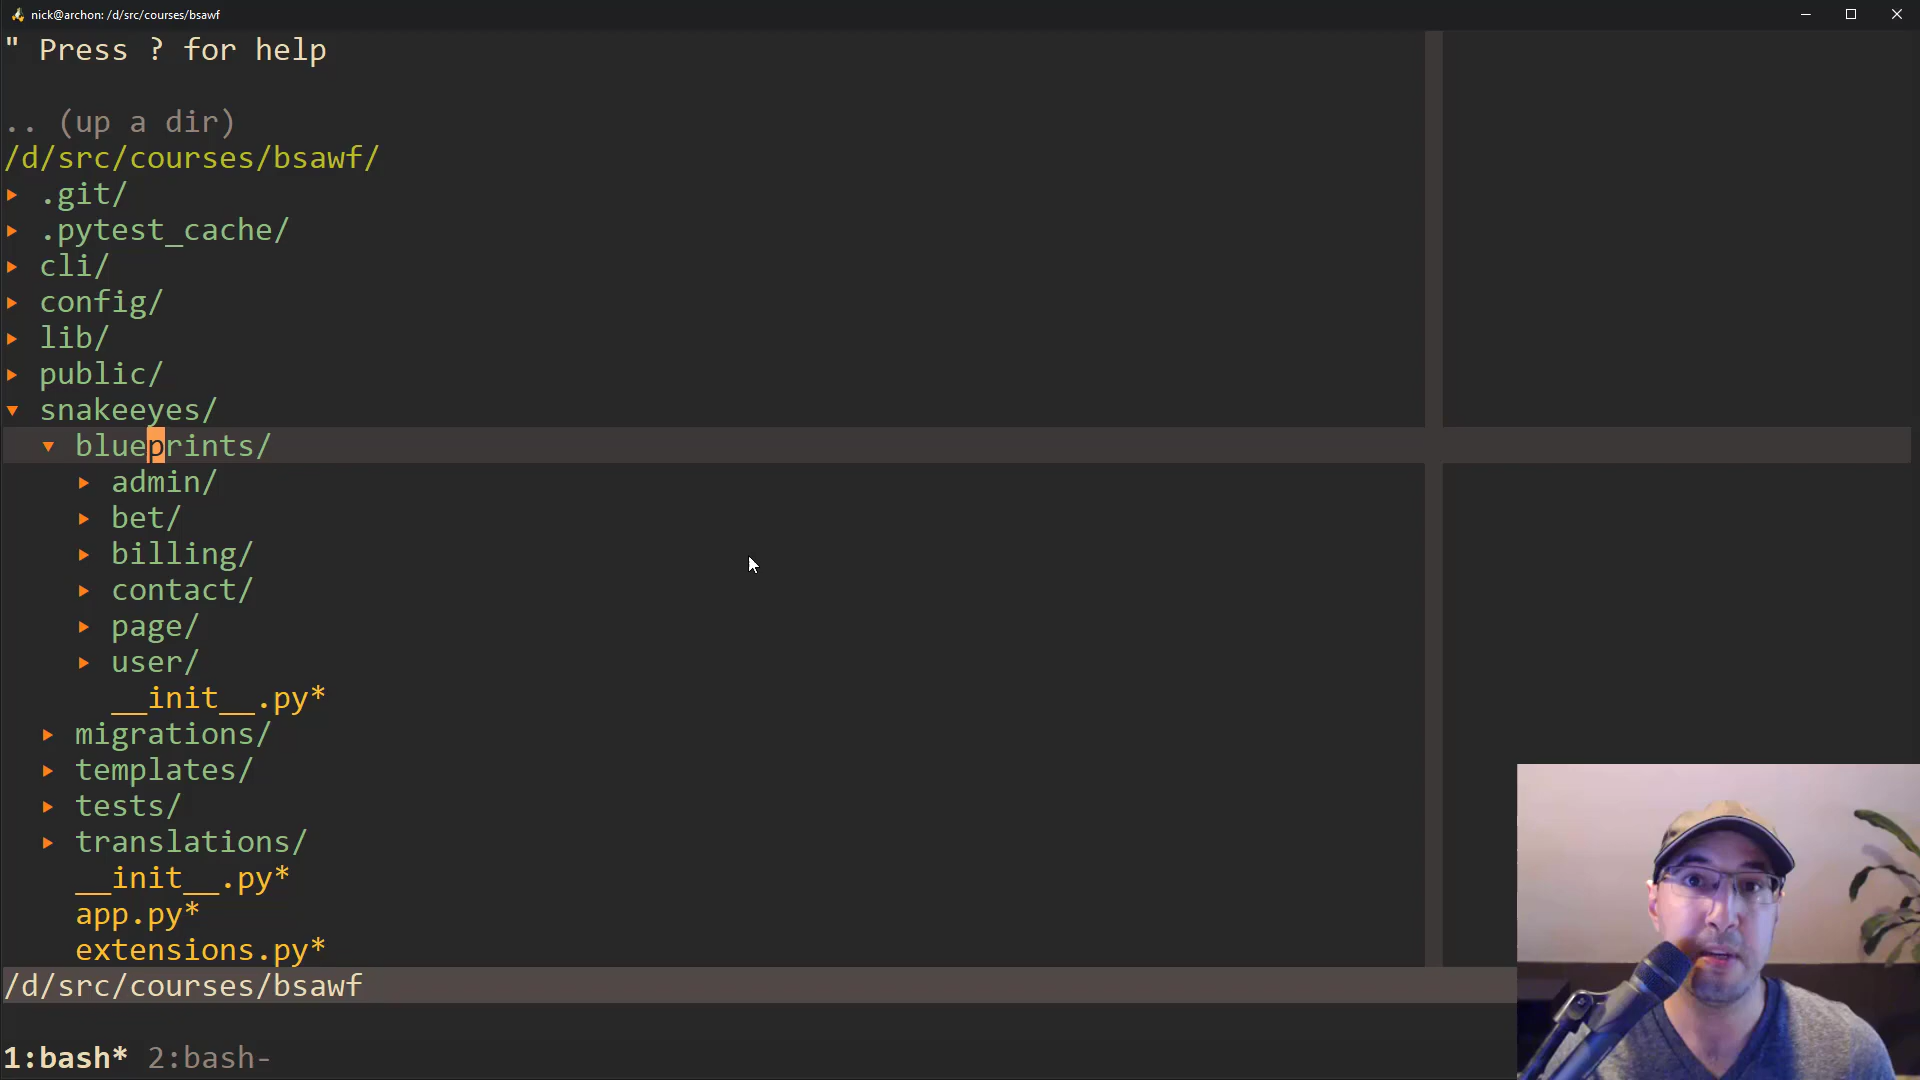 nick@archon: /d/src/courses/bsawf
" Press ? for help
.. (up a dir)
/d/src/courses/bsawf/
▸ .git/
▸ .pytest_cache/
▸ cli/
▸ config/
▸ lib/
▸ public/
▾ snakeeyes/
▾ blueprints/
▸ admin/
▸ bet/
▸ billing/
▸ contact/
▸ page/
▸ user/
__init__.py*
▸ migrations/
▸ templates/
▸ tests/
▸ translations/
__init__.py*
app.py*
extensions.py*
/d/src/courses/bsawf
1:bash* 2:bash-